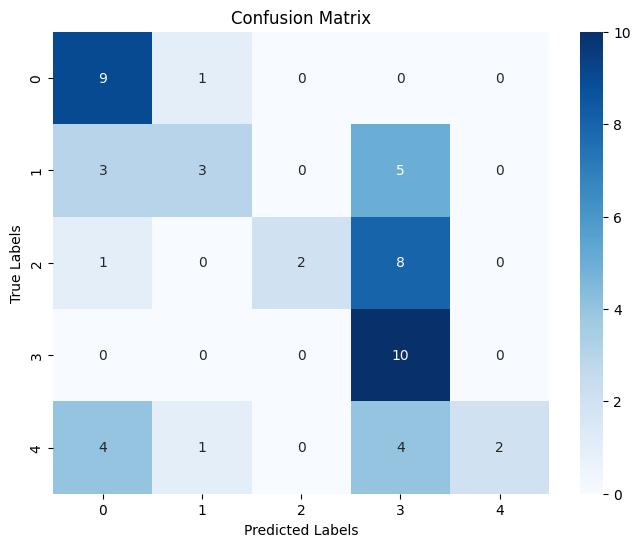 Confusion Matrix
True Labels
0 9 1 0 0 0
1 3 3 0 5 0
2 1 0 2 8 0
3 0 0 0 10 0
4 4 1 0 4 2
0 1 2 3 4
Predicted Labels
10
8
6
4
2
0